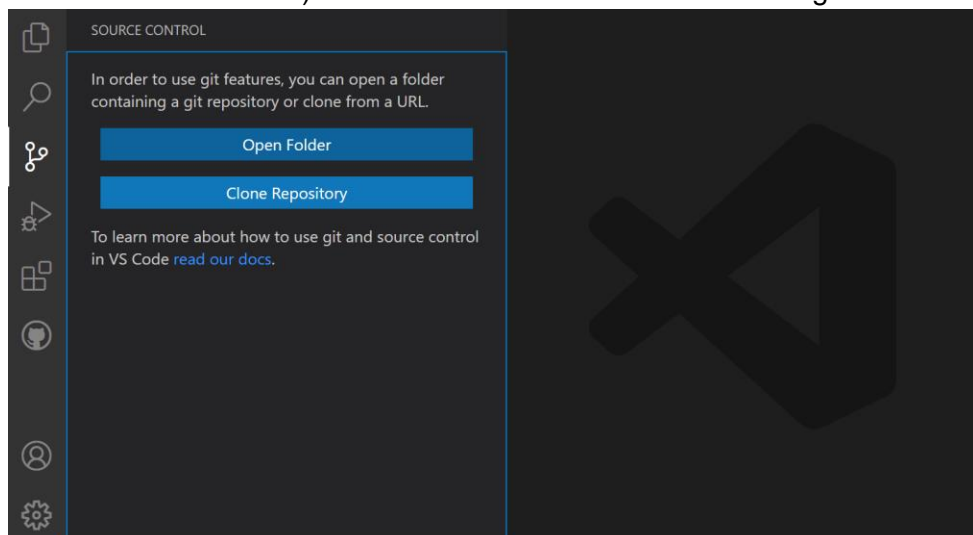 SOURCE CONTROL
In order to use git features, you can open a folder
containing a git repository or clone from a URL.
Open Folder
Clone Repository
To learn more about how to use git and source control
in VS Code read our docs.